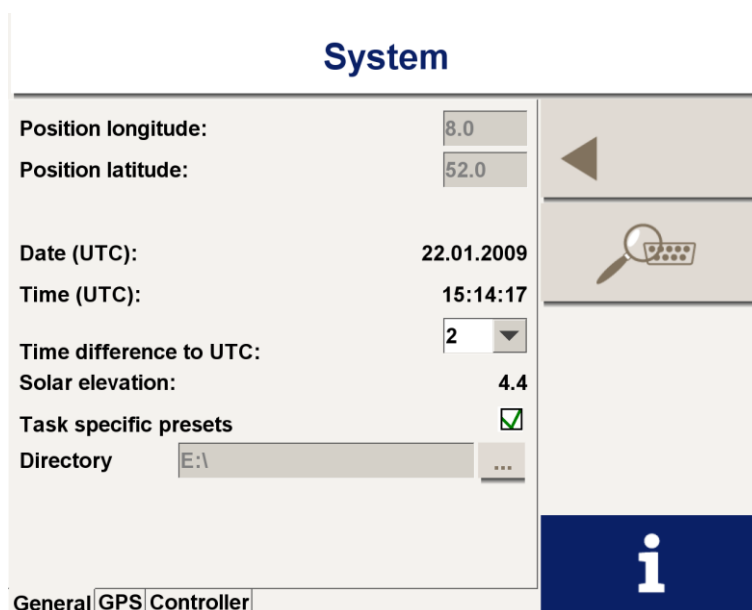 System
Position longitude: 8.0
Position latitude: 52.0
Date (UTC): 22.01.2009
Time (UTC): 15:14:17
Time difference to UTC: 2
Solar elevation: 4.4
Task specific presets
Directory E:\ ...
i
General GPS Controller